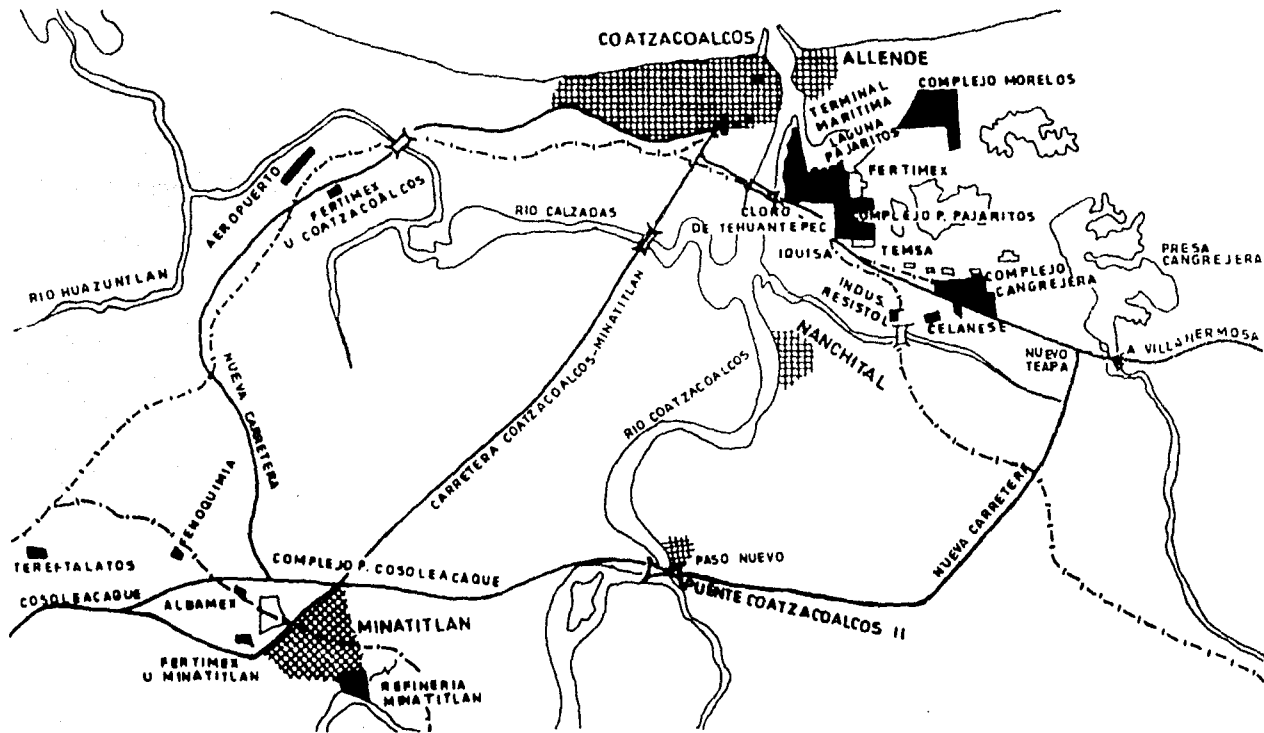 COATZACOALCOS
ALLENDE
COMPLEJO MORELOS
TERMINAL
MARITIMA
LAGUNA
PAJARITOS
FERTIMEX
AEROPUERTO
FERTIMEX
U COATZACOALCOS
RIO CALZADAS
CLORO
DE TEHUANTEPEC
COMPLEJO P. PAJARITOS
IQUISA
TEMSA
PRESA
CANGREJERA
COMPLEJO
CANGREJERA
RIO HUAZUNTLAN
INDUS.
RESISTOL
CELANESE
NANCHITAL
NUEVO
TEAPA
A VILLAHERMOSA
NUEVA CARRETERA
CARRETERA COATZACOALCOS-MINATITLAN
RIO COATZACOALCOS
FENOQUIMIA
NUEVA CARRETERA
TEREFTALATOS
COMPLEJO P. COSOLEACAQUE
PASO NUEVO
COSOLEACAQUE
ALBAMEX
PUENTE COATZACOALCOS II
MINATITLAN
FERTIMEX
U MINATITLAN
REFINERIA
MINATITLAN